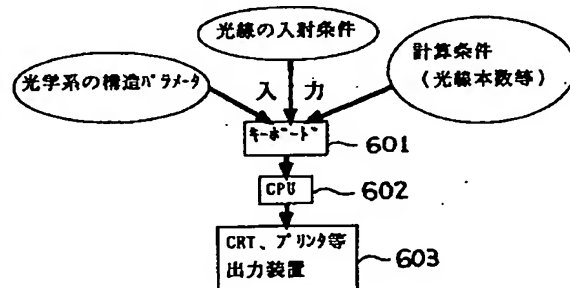 光線の入射条件
光学系の構造パラメータ
計算条件
(光線本数等)
入 力
キーボード
601
CPU
602
CRT、プリンタ等
出力装置
603